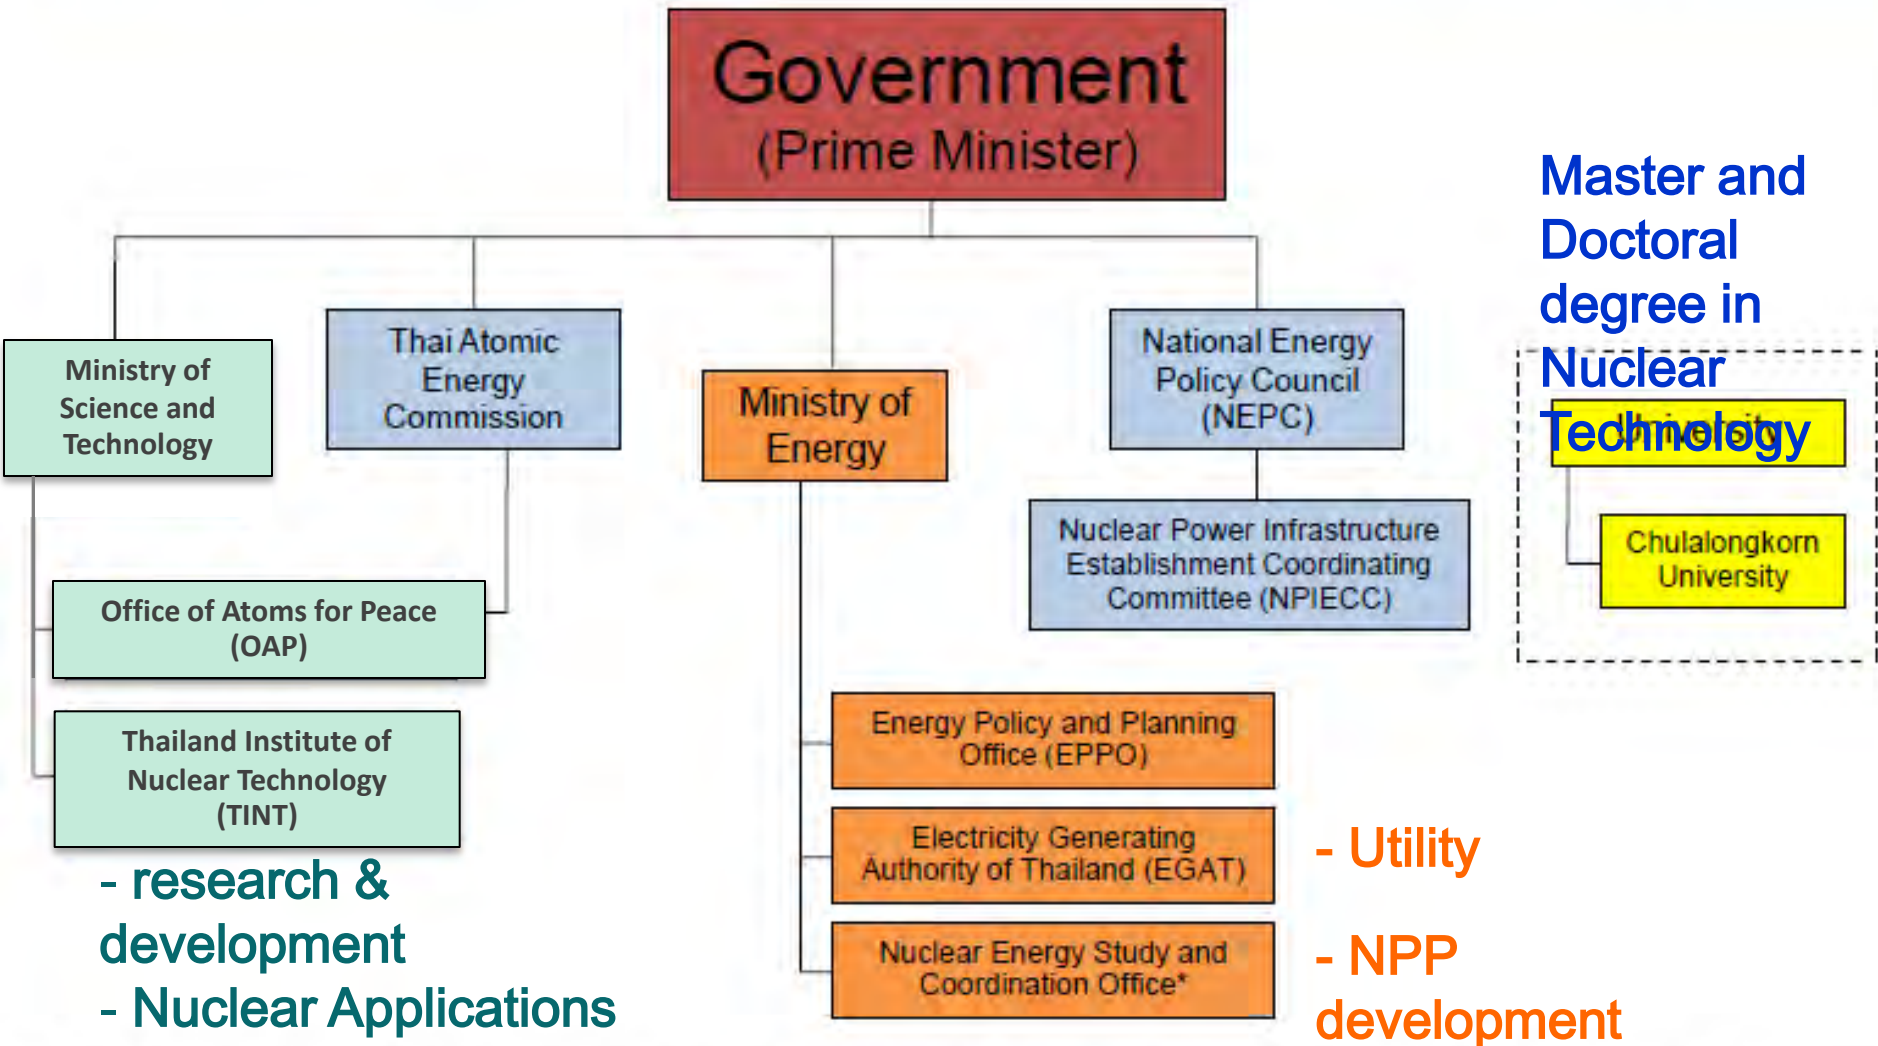 Government
(Prime Minister)
Master and
Doctoral
degree in
Nuclear
Technology
Ministry of
Science and
Technology
Thai Atomic
Energy
Commission
Ministry of
Energy
National Energy
Policy Council
(NEPC)
University
Nuclear Power Infrastructure
Establishment Coordinating
Committee (NPIECC)
Chulalongkorn
University
Office of Atoms for Peace
(OAP)
Thailand Institute of
Nuclear Technology
(TINT)
- research &
development
- Nuclear Applications
Energy Policy and Planning
Office (EPPO)
Electricity Generating
Authority of Thailand (EGAT)
- Utility
Nuclear Energy Study and
Coordination Office*
- NPP
development